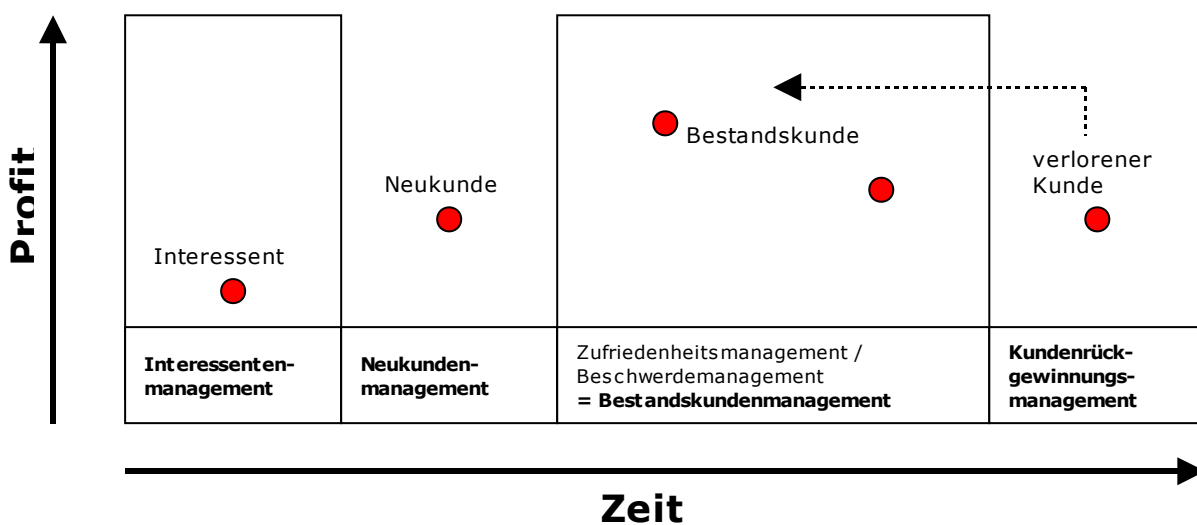 Profit
Bestandskunde
verlorener
Kunde
Neukunde
Interessent
Interessenten-
management
Neukunden-
management
Zufriedenheitsmanagement /
Beschwerdemanagement
= Bestandskundenmanagement
Kundenrück-
gewinnungs-
management
Zeit